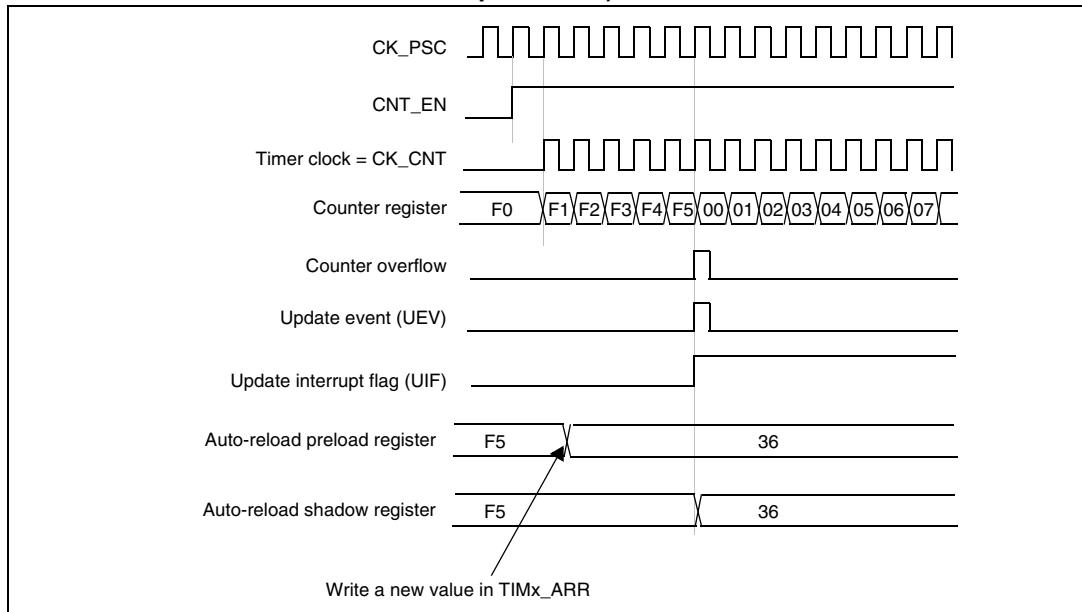 CK_PSC
CNT_EN
Timer clock = CK_CNT
Counter register F0 F1 F2 F3 F4 F5 00 01 02 03 04 05 06 07
Counter overflow
Update event (UEV)
Update interrupt flag (UIF)
Auto-reload preload register F5 36
Auto-reload shadow register F5 36
Write a new value in TIMx_ARR